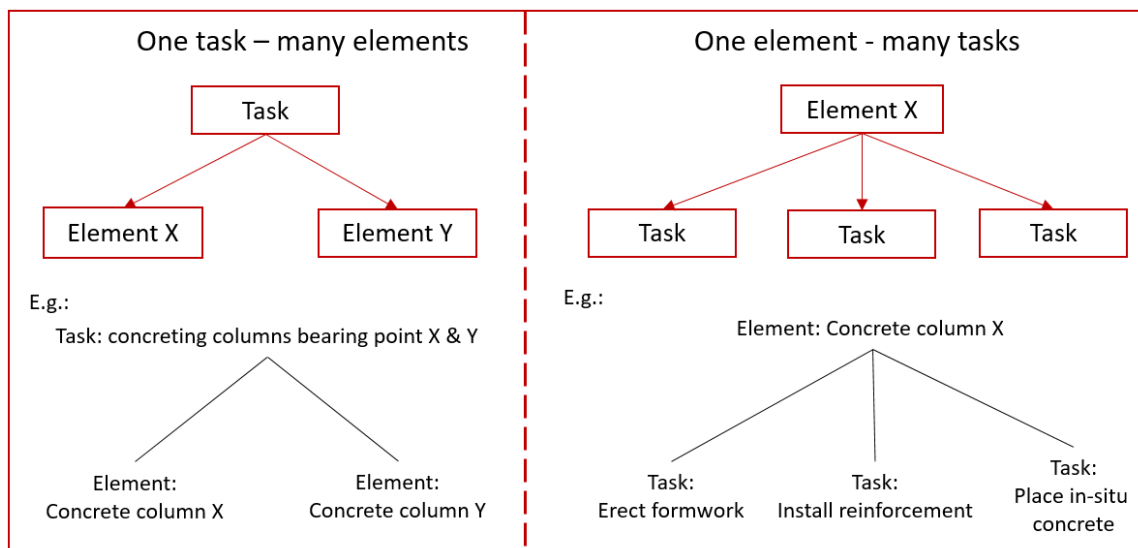 One task – many elements
Task
Element X
Element Y
E.g.:
Task: concreting columns bearing point X & Y
Element:
Concrete column X
Element:
Concrete column Y
One element - many tasks
Element X
Task
Task
Task
E.g.:
Element: Concrete column X
Task:
Erect formwork
Task:
Install reinforcement
Task:
Place in-situ
concrete